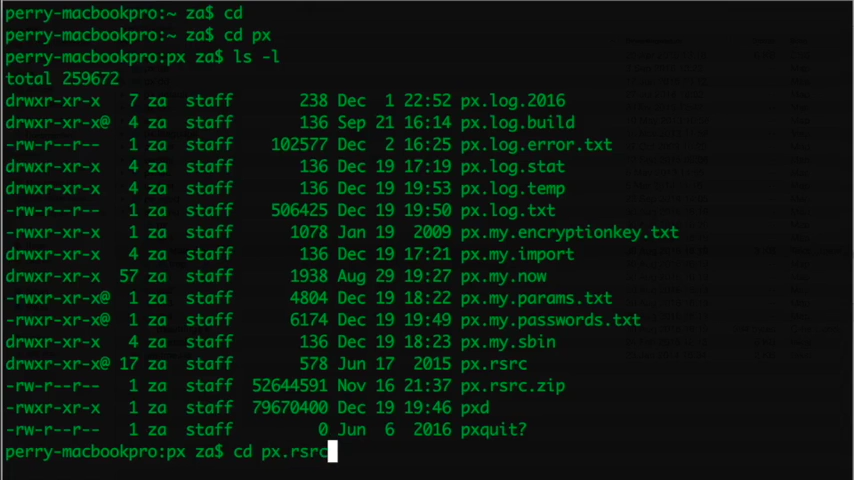 perry-macbookpro:~ za$ cd
perry-macbookpro:~ za$ cd px
perry-macbookpro:px za$ ls -l
total 259672
drwxr-xr-x   7 za  staff       238 Dec  1 22:52 px.log.2016
drwxr-xr-x@  4 za  staff       136 Sep 21 16:14 px.log.build
-rw-r--r--   1 za  staff    102577 Dec  2 16:25 px.log.error.txt
drwxr-xr-x   4 za  staff       136 Dec 19 17:19 px.log.stat
drwxr-xr-x   4 za  staff       136 Dec 19 19:53 px.log.temp
-rw-r--r--   1 za  staff    506425 Dec 19 19:50 px.log.txt
-rwxr-xr-x   1 za  staff      1078 Jan 19  2009 px.my.encryptionkey.txt
drwxr-xr-x   4 za  staff       136 Dec 19 17:21 px.my.import
drwxr-xr-x  57 za  staff      1938 Aug 29 19:27 px.my.now
-rwxr-xr-x@  1 za  staff      4804 Dec 19 18:22 px.my.params.txt
-rwxr-xr-x@  1 za  staff      6174 Dec 19 19:49 px.my.passwords.txt
drwxr-xr-x   4 za  staff       136 Dec 19 18:23 px.my.sbin
drwxr-xr-x@ 17 za  staff       578 Jun 17  2015 px.rsrc
-rw-r--r--   1 za  staff  52644591 Nov 16 21:37 px.rsrc.zip
-rwxr-xr-x   1 za  staff  79670400 Dec 19 19:46 pxd
-rw-r--r--   1 za  staff         0 Jun  6  2016 pxquit?
perry-macbookpro:px za$ cd px.rsrc